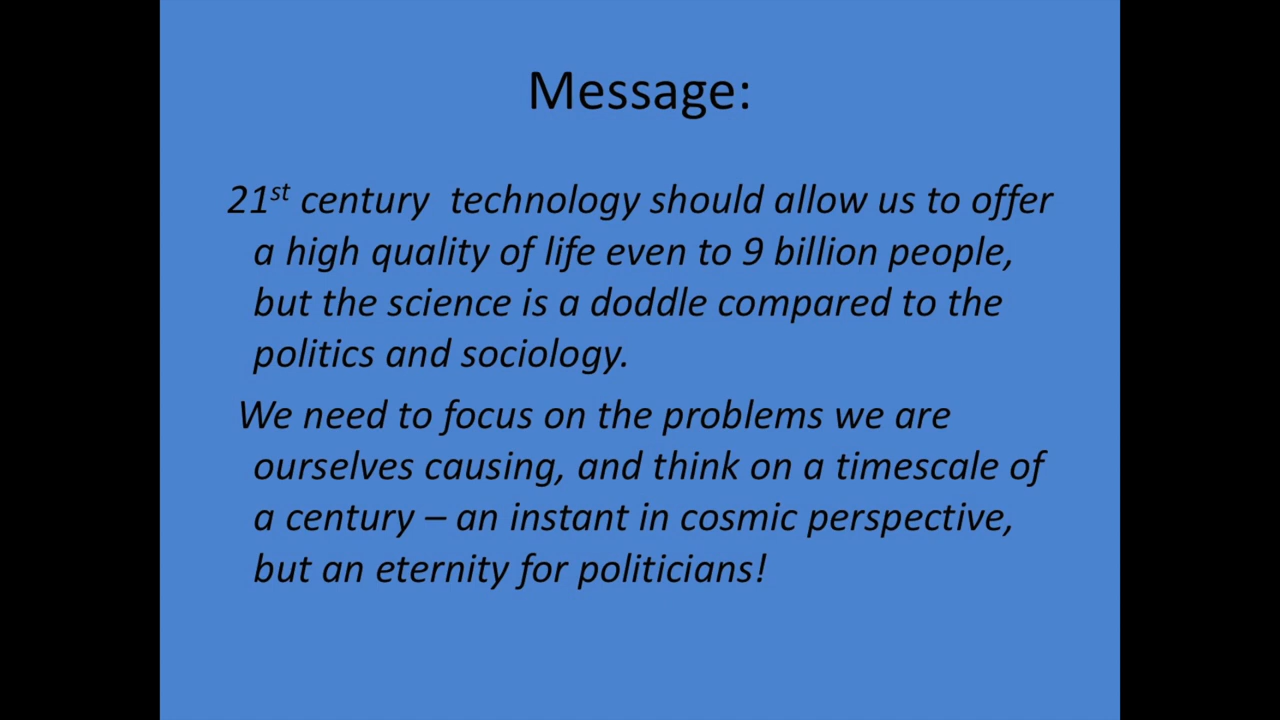 Message:
21st century  technology should allow us to offer
a high quality of life even to 9 billion people,
but the science is a doddle compared to the
politics and sociology.
We need to focus on the problems we are
ourselves causing, and think on a timescale of
a century – an instant in cosmic perspective,
but an eternity for politicians!